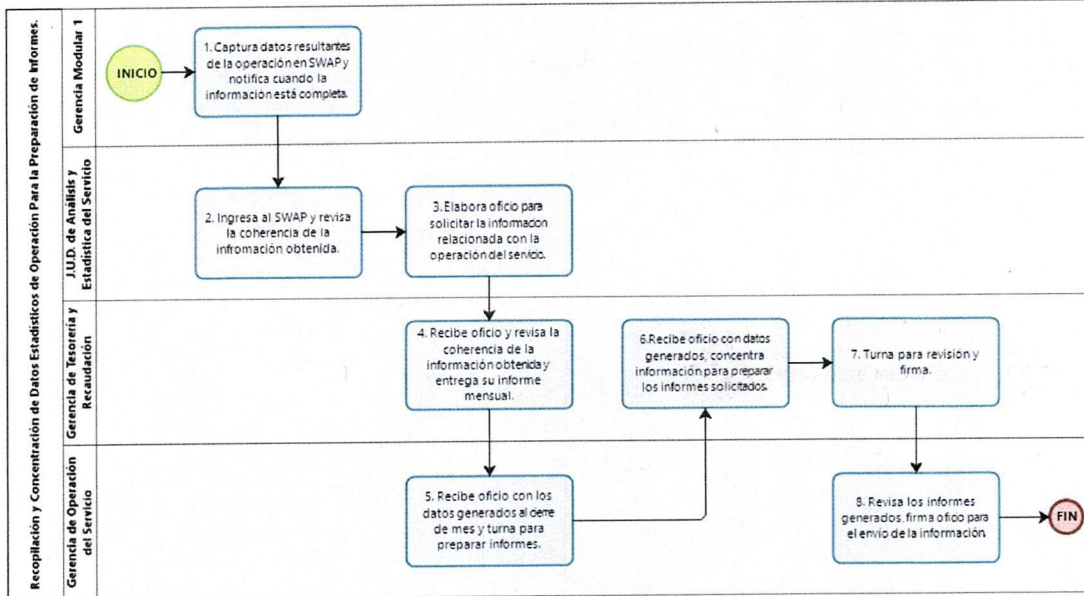 Recopilación y Concentración de Datos Estadísticos de Operación Para la Preparación de Informes.
Gerencia Modular 1
INICIO
1. Captura datos resultantes
de la operación en SWAP y
notifica cuando la
información está completa.
J.U.D. de Análisis y
Estadística del Servicio
2. Ingresa al SWAP y revisa
la coherencia de la
infromación obtenida.
3. Elabora oficio para
solicitar la informacion
relacionada con la
operación del servicio.
Gerencia de Tesorería y
Recaudación
4. Recibe oficio y revisa la
coherencia de la
información obtenida y
entrega su informe
mensual.
6.Recibe oficio con datos
generados, concentra
información para preparar
los informes solicitados.
7. Turna para revisión y
firma.
Gerencia de Operación
del Servicio
5. Recibe oficio con los
datos generados al cierre
de mes y turna para
preparar informes.
8. Revisa los informes
generados, firma oficio para
el envío de la información.
FIN